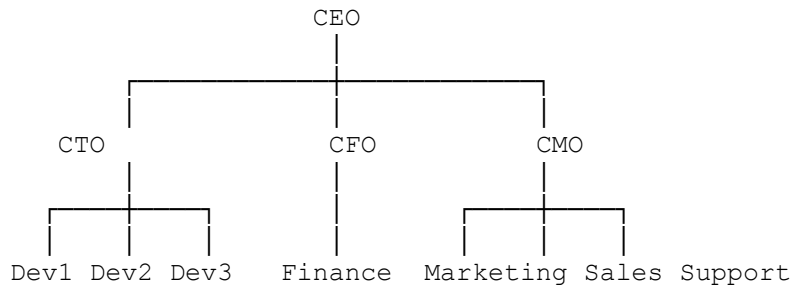 CEO
CTO CFO CMO
Dev1 Dev2 Dev3 Finance Marketing Sales Support